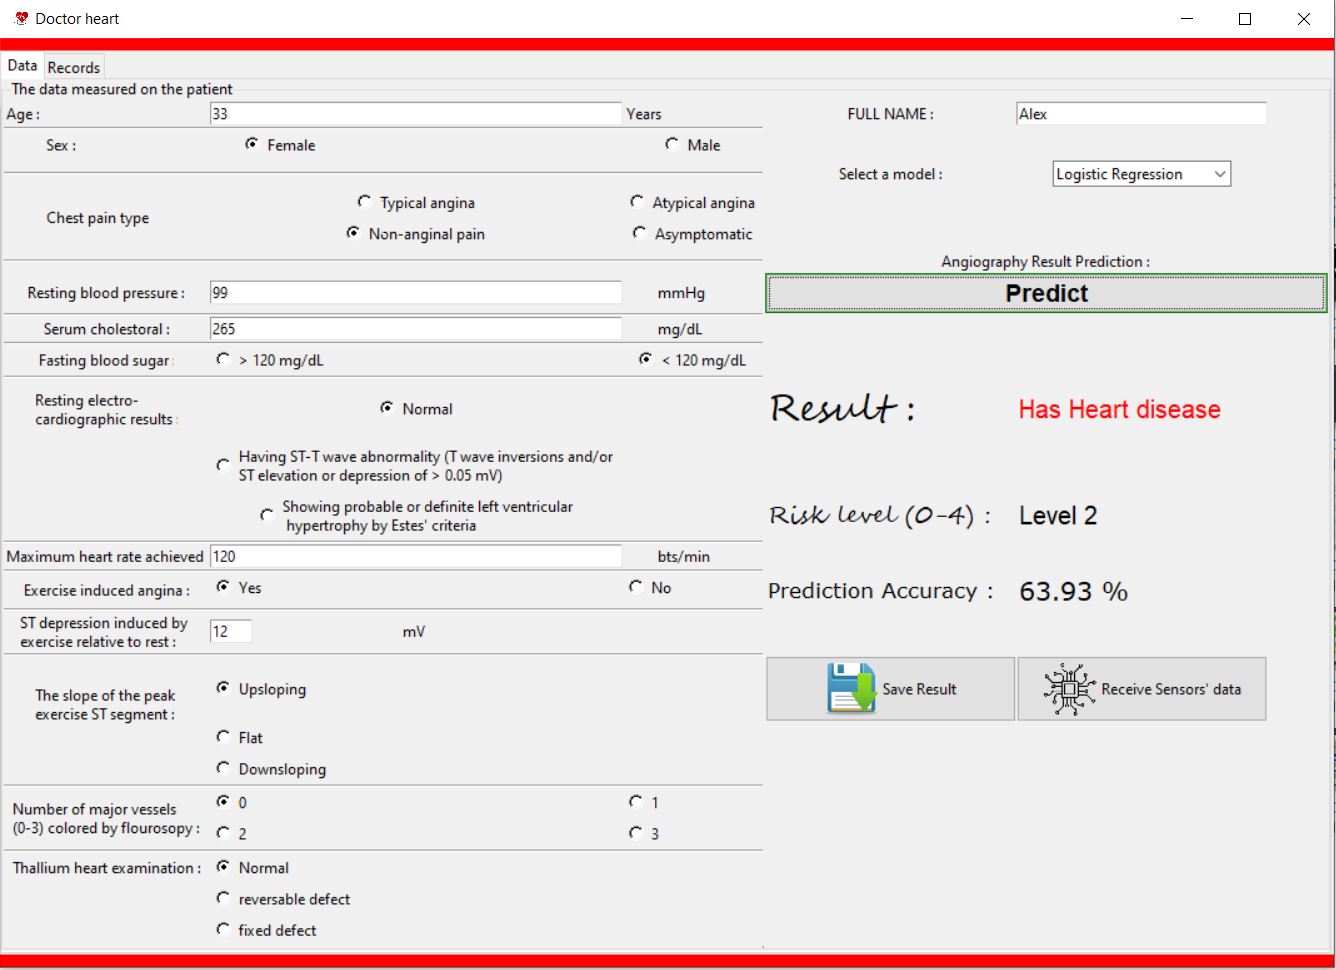 Doctor heart
Data Records
The data measured on the patient
Age : 33 Years
Sex : Female Male
Chest pain type
Typical angina Atypical angina
Non-anginal pain Asymptomatic
Resting blood pressure : 99 mmHg
Serum cholestoral : 265 mg/dL
Fasting blood sugar : > 120 mg/dL < 120 mg/dL
Resting electro-
cardiographic results :
Normal
Having ST-T wave abnormality (T wave inversions and/or
ST elevation or depression of > 0.05 mV)
Showing probable or definite left ventricular
hypertrophy by Estes' criteria
Maximum heart rate achieved 120 bts/min
Exercise induced angina : Yes No
ST depression induced by
exercise relative to rest :
12 mV
The slope of the peak
exercise ST segment :
Upsloping
Flat
Downsloping
Number of major vessels
(0-3) colored by flourosopy :
0 1
2 3
Thallium heart examination : Normal
reversable defect
fixed defect
FULL NAME : Alex
Select a model : Logistic Regression
Angiography Result Prediction :
Predict
Result : Has Heart disease
Risk level (0-4) : Level 2
Prediction Accuracy : 63.93 %
Save Result Receive Sensors' data